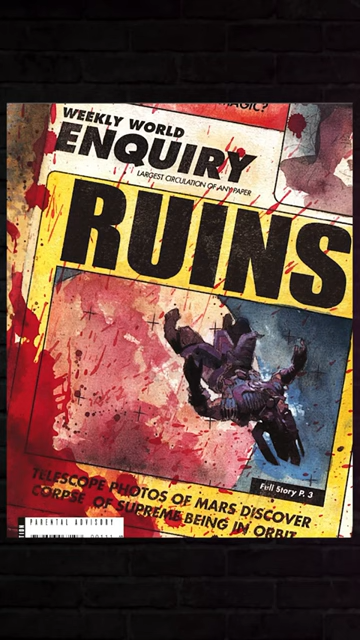 MAGIC?
WEEKLY WORLD
ENQUIRY
LARGEST CIRCULATION OF ANY PAPER
RUINS
Full Story P. 3
TELESCOPE PHOTOS OF MARS DISCOVER
CORPSE OF SUPREME BEING IN ORBIT
PARENTAL ADVISORY